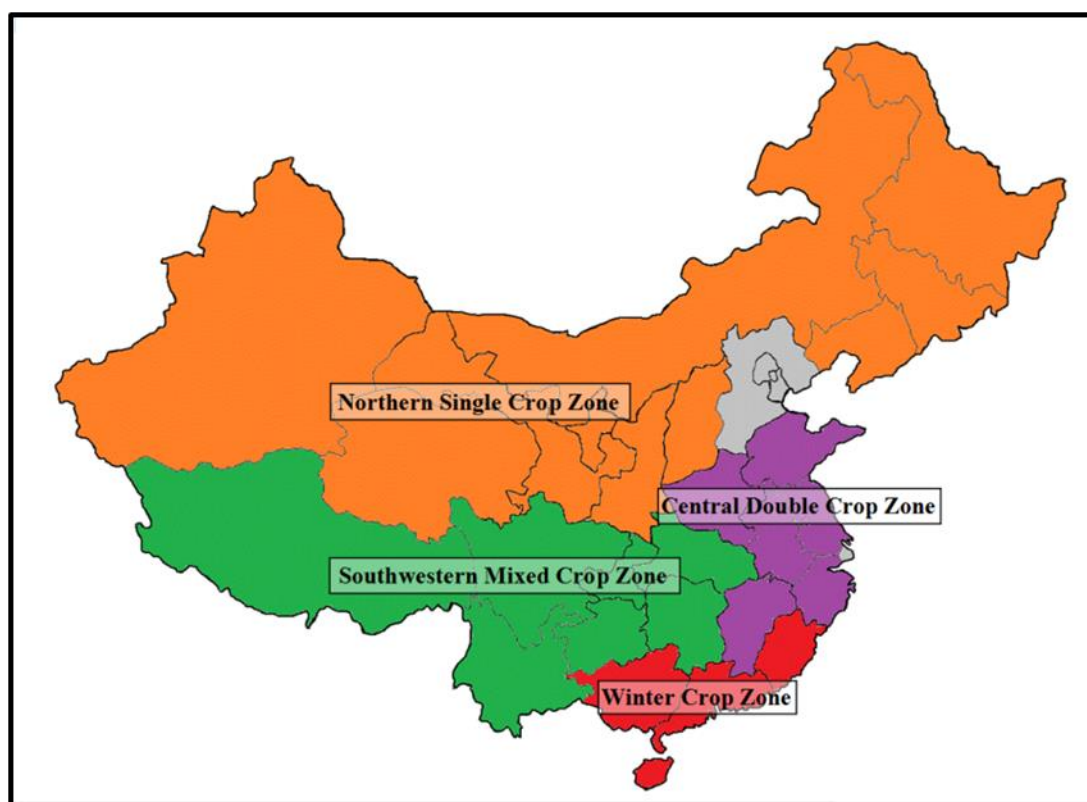 Northern Single Crop Zone
Central Double Crop Zone
Southwestern Mixed Crop Zone
Winter Crop Zone